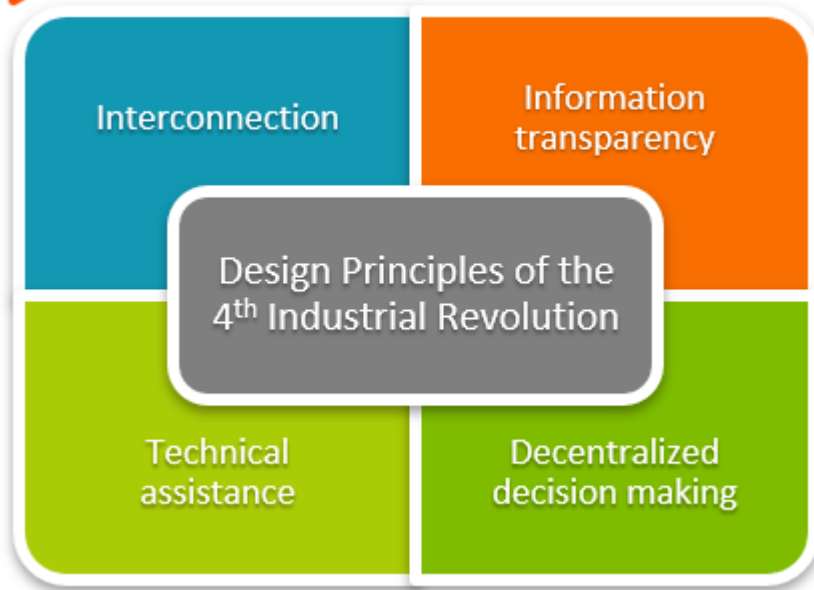 Interconnection
Information
transparency
Design Principles of the
4th Industrial Revolution
Technical
assistance
Decentralized
decision making